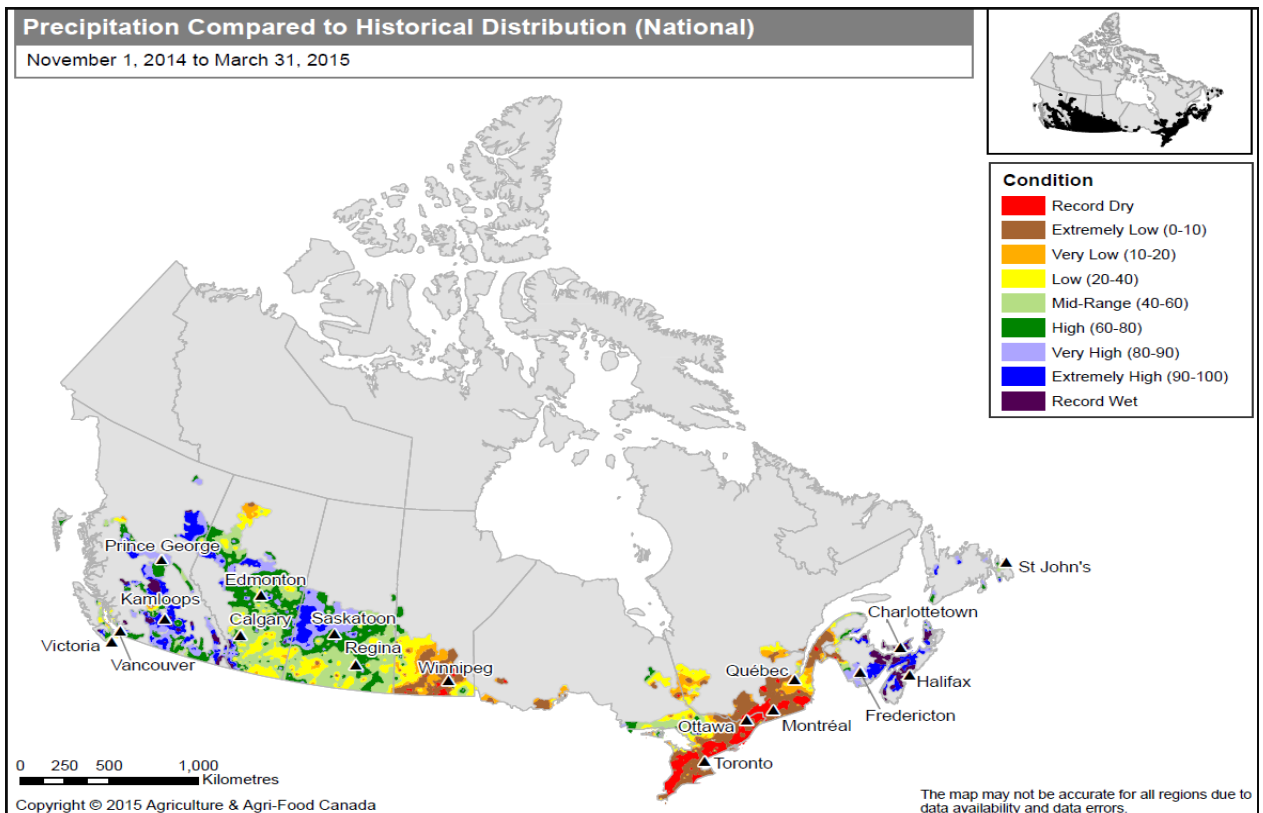 Precipitation Compared to Historical Distribution (National)
November 1, 2014 to March 31, 2015
Condition
Record Dry
Extremely Low (0-10)
Very Low (10-20)
Low (20-40)
Mid-Range (40-60)
High (60-80)
Very High (80-90)
Extremely High (90-100)
Record Wet
Prince George
Edmonton
Kamloops
Calgary
Saskatoon
Victoria
Vancouver
Regina
Winnipeg
St John's
Charlottetown
Québec
Halifax
Fredericton
Ottawa
Montréal
Toronto
0 250 500 1,000
Kilometres
Copyright © 2015 Agriculture & Agri-Food Canada
The map may not be accurate for all regions due to
data availability and data errors.